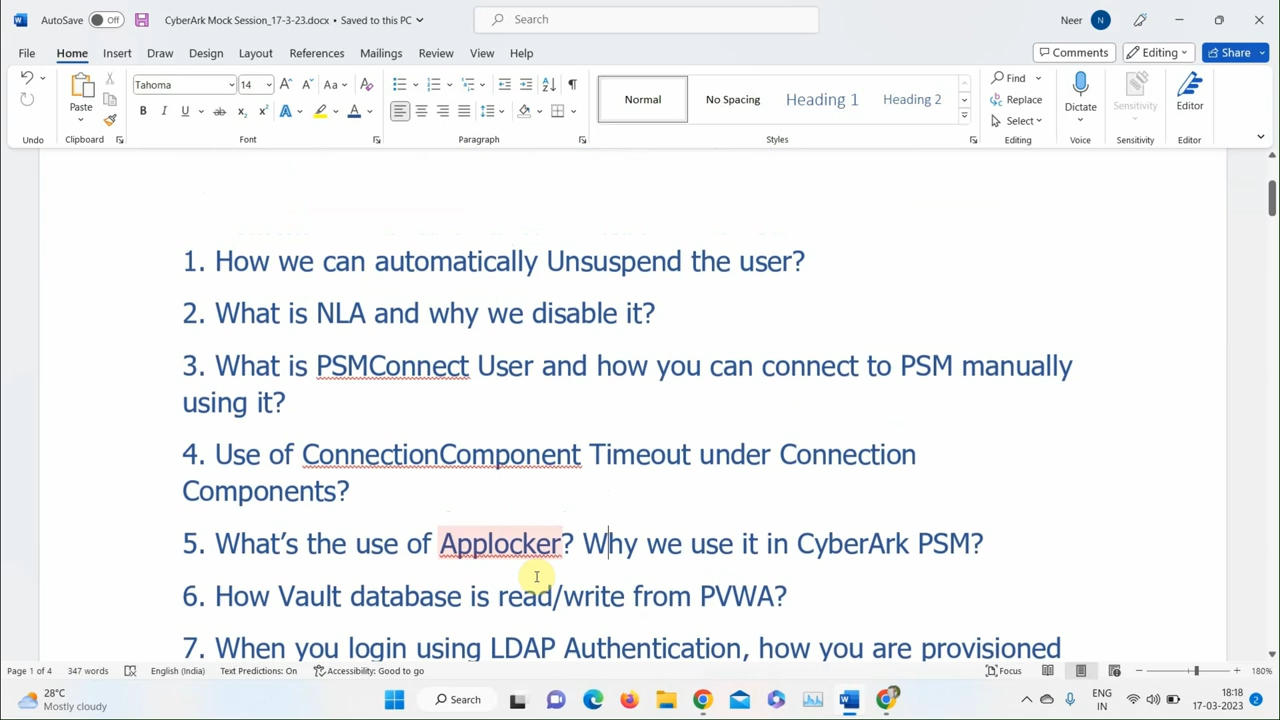 AutoSave Off CyberArk Mock Session_17-3-23.docx • Saved to this PC Search Neer N
File Home Insert Draw Design Layout References Mailings Review View Help Comments Editing Share
Paste Tahoma 14 A A Aa A Normal No Spacing Heading 1 Heading 2 Find Replace Select Dictate Sensitivity Editor
B I U ab x₂ x² A A
Undo Clipboard Font Paragraph Styles Editing Voice Sensitivity Editor
1. How we can automatically Unsuspend the user?
2. What is NLA and why we disable it?
3. What is PSMConnect User and how you can connect to PSM manually
using it?
4. Use of ConnectionComponent Timeout under Connection
Components?
5. What's the use of Applocker? Why we use it in CyberArk PSM?
6. How Vault database is read/write from PVWA?
7. When you login using LDAP Authentication, how you are provisioned
Page 1 of 4 347 words English (India) Text Predictions: On Accessibility: Good to go Focus 180%
28°C
Mostly cloudy
Search
ENG
IN
18:18
17-03-2023
2